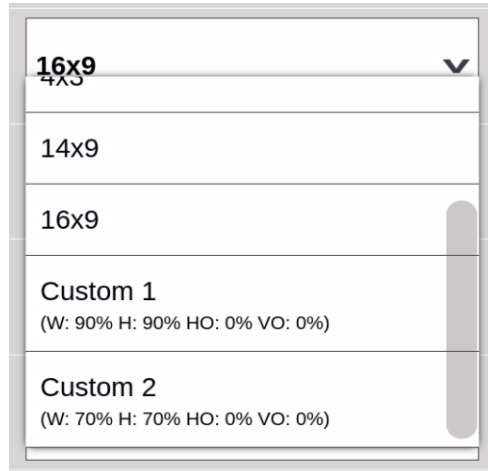 16x9
4x3
14x9
16x9
Custom 1
(W: 90% H: 90% HO: 0% VO: 0%)
Custom 2
(W: 70% H: 70% HO: 0% VO: 0%)